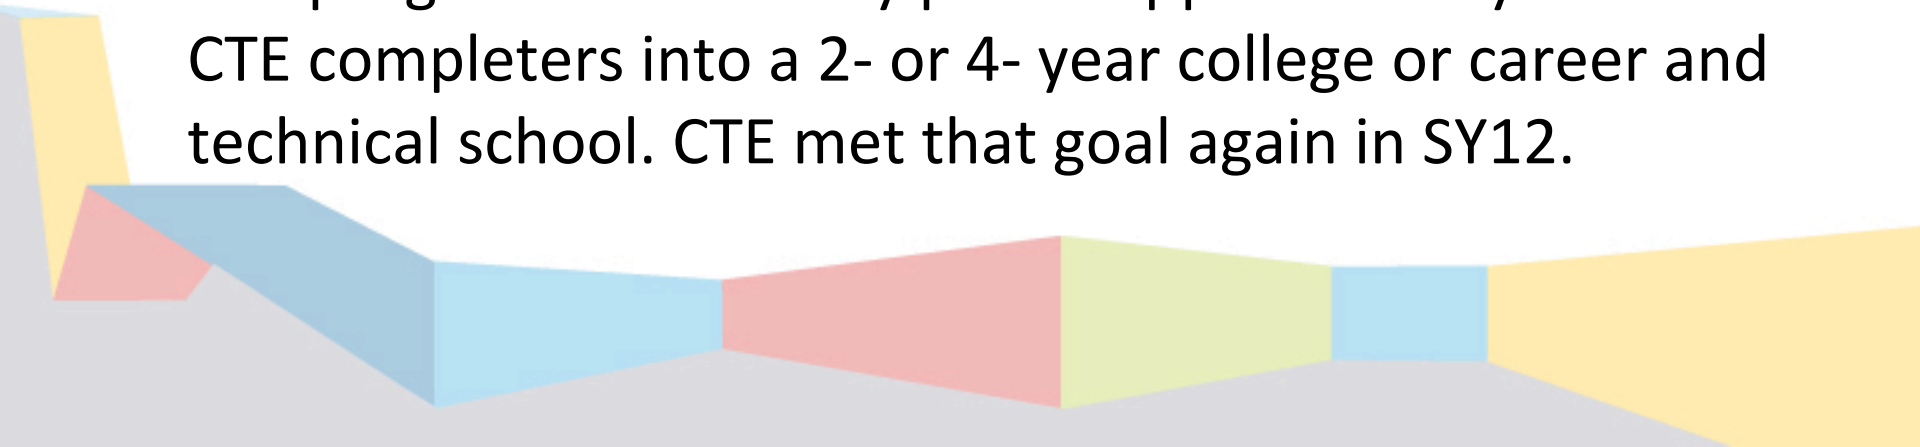 CTE completers into a 2- or 4- year college or career and
technical school. CTE met that goal again in SY12.